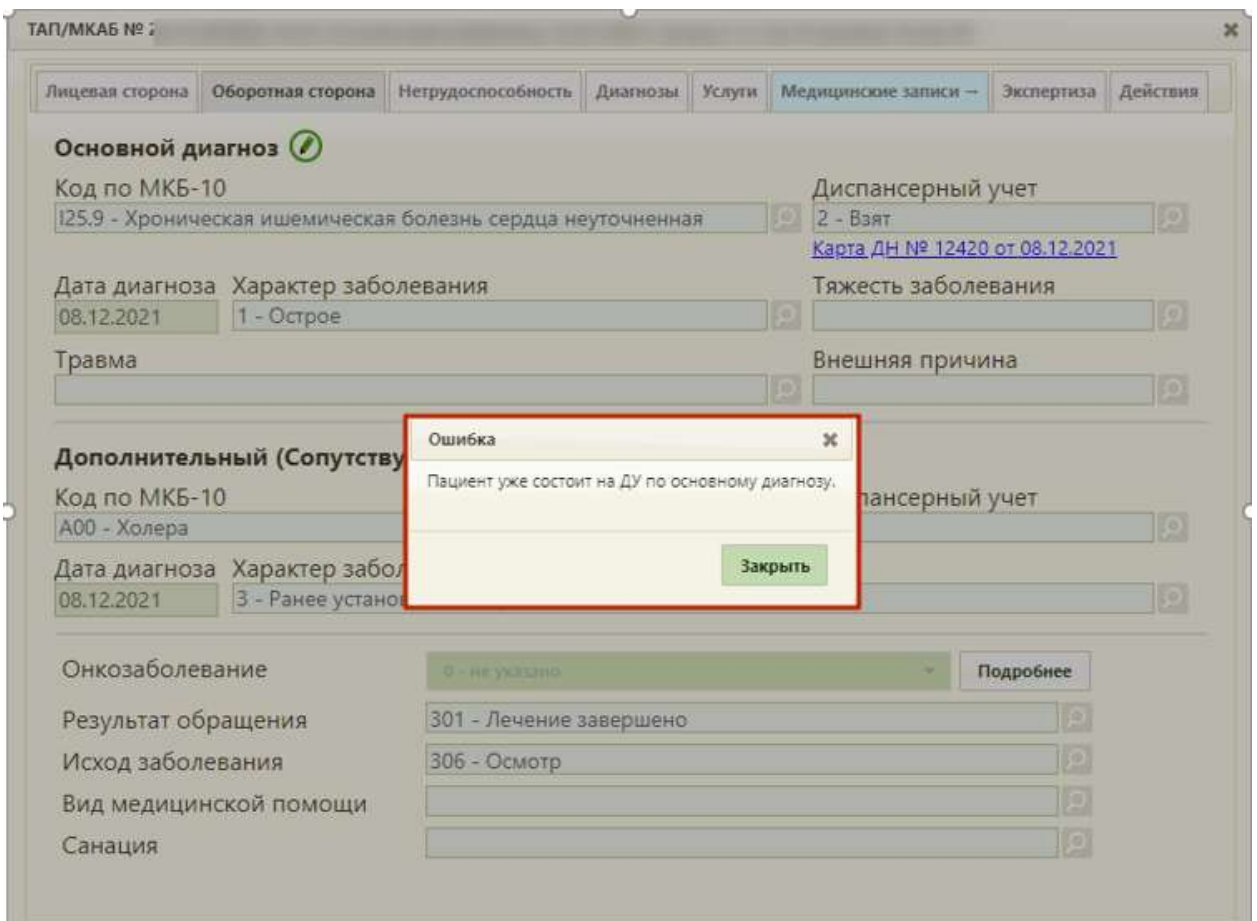 ТАП/МКАБ № 2
Лицевая сторона Оборотная сторона Нетрудоспособность Диагнозы Услуги Медицинские записи − Экспертиза Действия
Основной диагноз
Код по МКБ-10 Диспансерный учет
I25.9 - Хроническая ишемическая болезнь сердца неуточненная 2 - Взят
Карта ДН № 12420 от 08.12.2021
Дата диагноза Характер заболевания Тяжесть заболевания
08.12.2021 1 - Острое
Травма Внешняя причина
Ошибка
Пациент уже состоит на ДУ по основному диагнозу.
Закрыть
Дополнительный (Сопутству
Код по МКБ-10 пансерный учет
A00 - Холера
Дата диагноза Характер забол
08.12.2021 3 - Ранее устано
Онкозаболевание 0 - не указано Подробнее
Результат обращения 301 - Лечение завершено
Исход заболевания 306 - Осмотр
Вид медицинской помощи
Санация